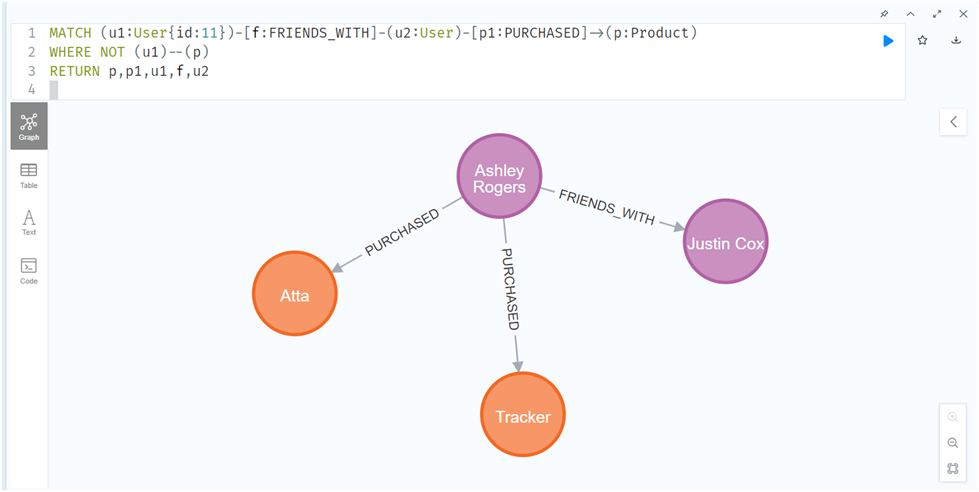 1 MATCH (u1:User{id:11})-[f:FRIENDS_WITH]-(u2:User)-[p1:PURCHASED]->(p:Product)
2 WHERE NOT (u1)--(p)
3 RETURN p,p1,u1,f,u2
4
Graph
Table
A
Text
Code
Ashley
Rogers
FRIENDS_WITH
PURCHASED
Justin Cox
PURCHASED
Atta
Tracker